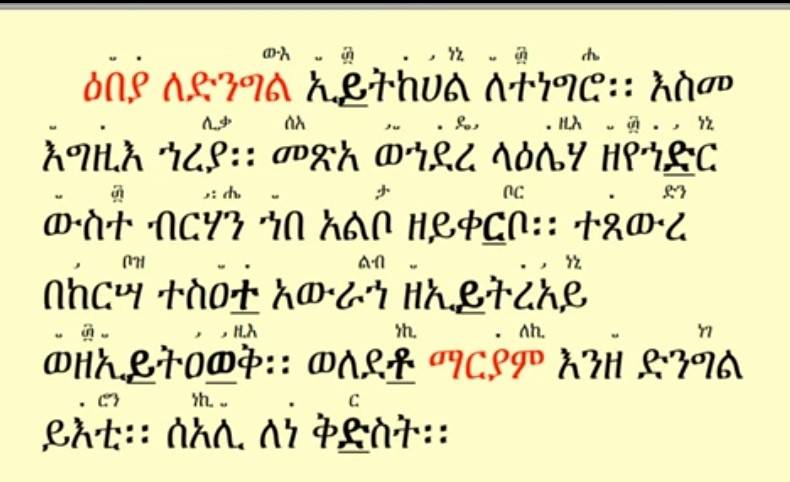 ዕበያ ለድንግል ኢይትከሀል ለተነግሮ፡፡ እስመ
እግዚእ ኀረያ፡፡ መጽአ ወኀደረ ላዕሌሃ ዘየኀድር
ውስተ ብርሃን ኀበ አልቦ ዘይቀርቦ፡፡ ተጸውረ
በከርሣ ተስዐተ አውራኀ ዘኢይትረአይ
ወዘኢይትዐወቅ፡፡ ወለደቶ ማርያም እንዘ ድንግል
ይእቲ፡፡ ሰአሊ ለነ ቅድስት፡፡